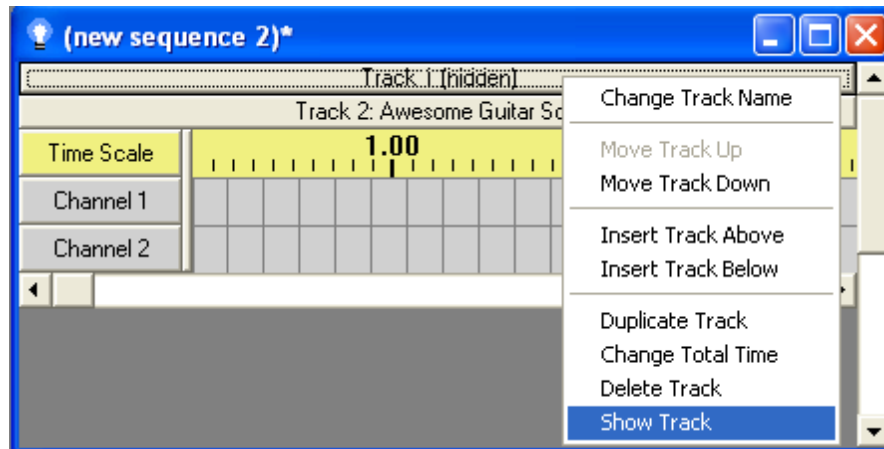 (new sequence 2)*
Track 1 (hidden)
Track 2: Awesome Guitar
Time Scale
1.00
Channel 1
Channel 2
Change Track Name
Move Track Up
Move Track Down
Insert Track Above
Insert Track Below
Duplicate Track
Change Total Time
Delete Track
Show Track